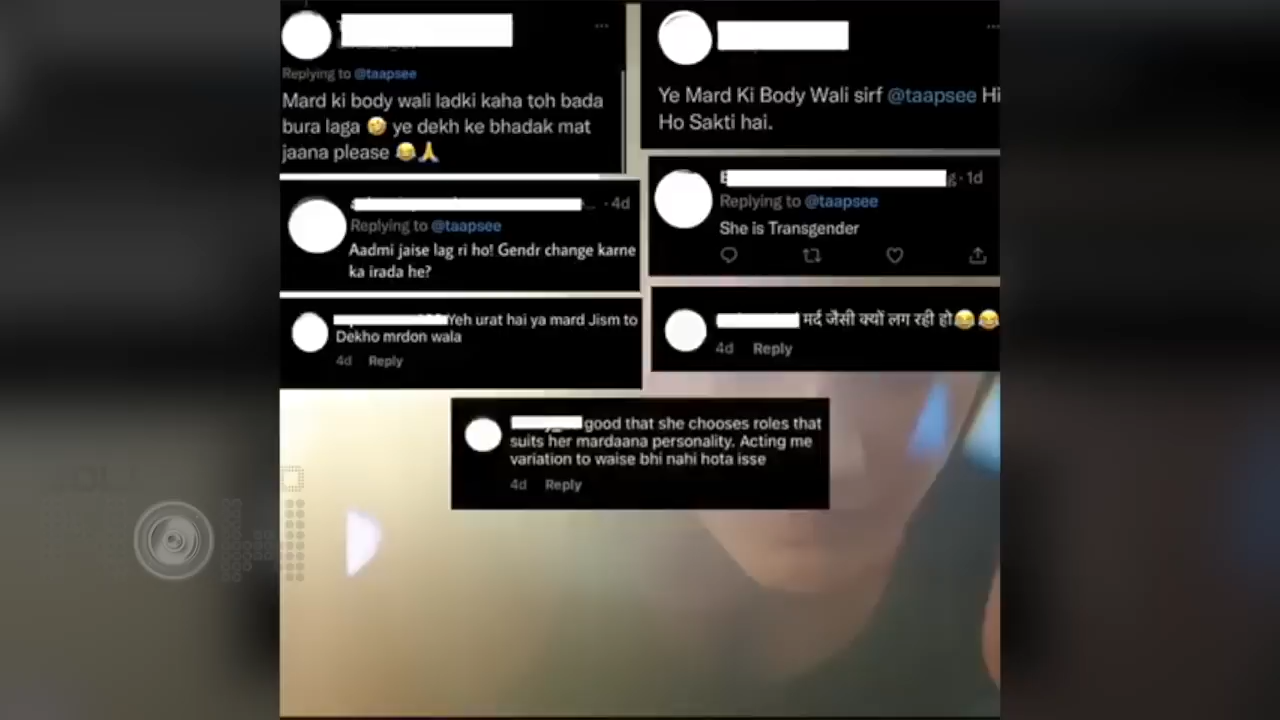 Replying to @taapsee
Mard ki body wali ladki kaha toh bada
bura laga 🤣 ye dekh ke bhadak mat
jaana please 😂🙏
Ye Mard Ki Body Wali sirf @taapsee Hi
Ho Sakti hai.
· 4d
Replying to @taapsee
Aadmi jaise lag ri ho! Gendr change karne
ka irada he?
· 1d
Replying to @taapsee
She is Transgender
Yeh urat hai ya mard Jism to
Dekho mrdon wala
4d Reply
मर्द जैसी क्यों लग रही हो😂😂
4d Reply
good that she chooses roles that
suits her mardaana personality. Acting me
variation to waise bhi nahi hota isse
4d Reply